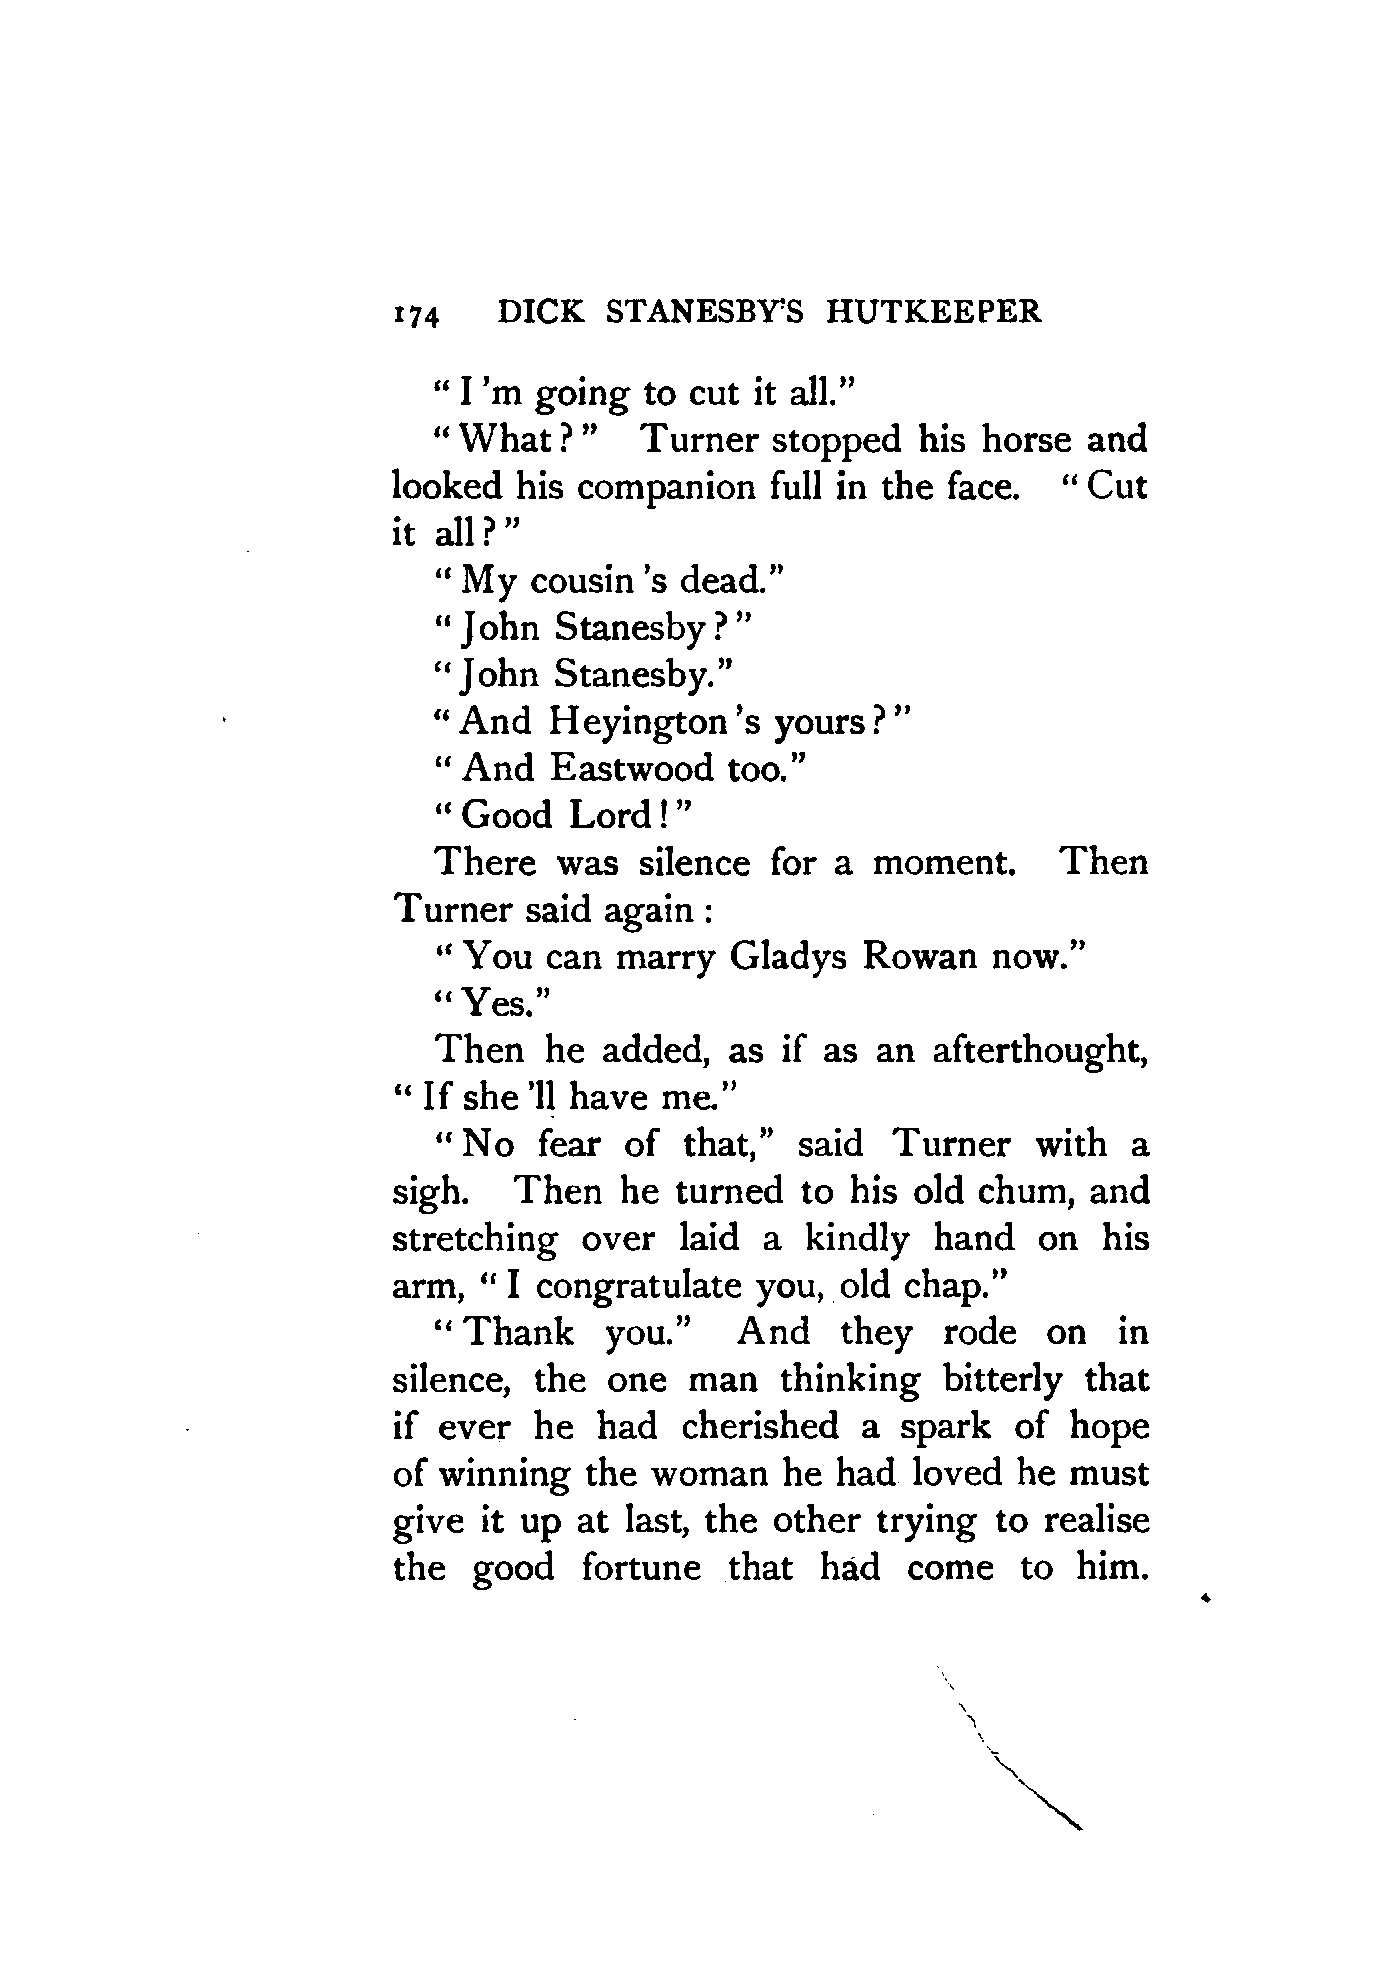 174 DICK STANESBY'S HUTKEEPER
" I 'm going to cut it all."
" What ? " Turner stopped his horse and
looked his companion full in the face. " Cut
it all ? "
" My cousin 's dead."
" John Stanesby ? "
" John Stanesby."
" And Heyington 's yours ? "
" And Eastwood too."
" Good Lord ! "
There was silence for a moment. Then
Turner said again :
" You can marry Gladys Rowan now."
" Yes."
Then he added, as if as an afterthought,
" If she 'll have me."
" No fear of that," said Turner with a
sigh. Then he turned to his old chum, and
stretching over laid a kindly hand on his
arm, " I congratulate you, old chap."
" Thank you." And they rode on in
silence, the one man thinking bitterly that
if ever he had cherished a spark of hope
of winning the woman he had loved he must
give it up at last, the other trying to realise
the good fortune that had come to him.